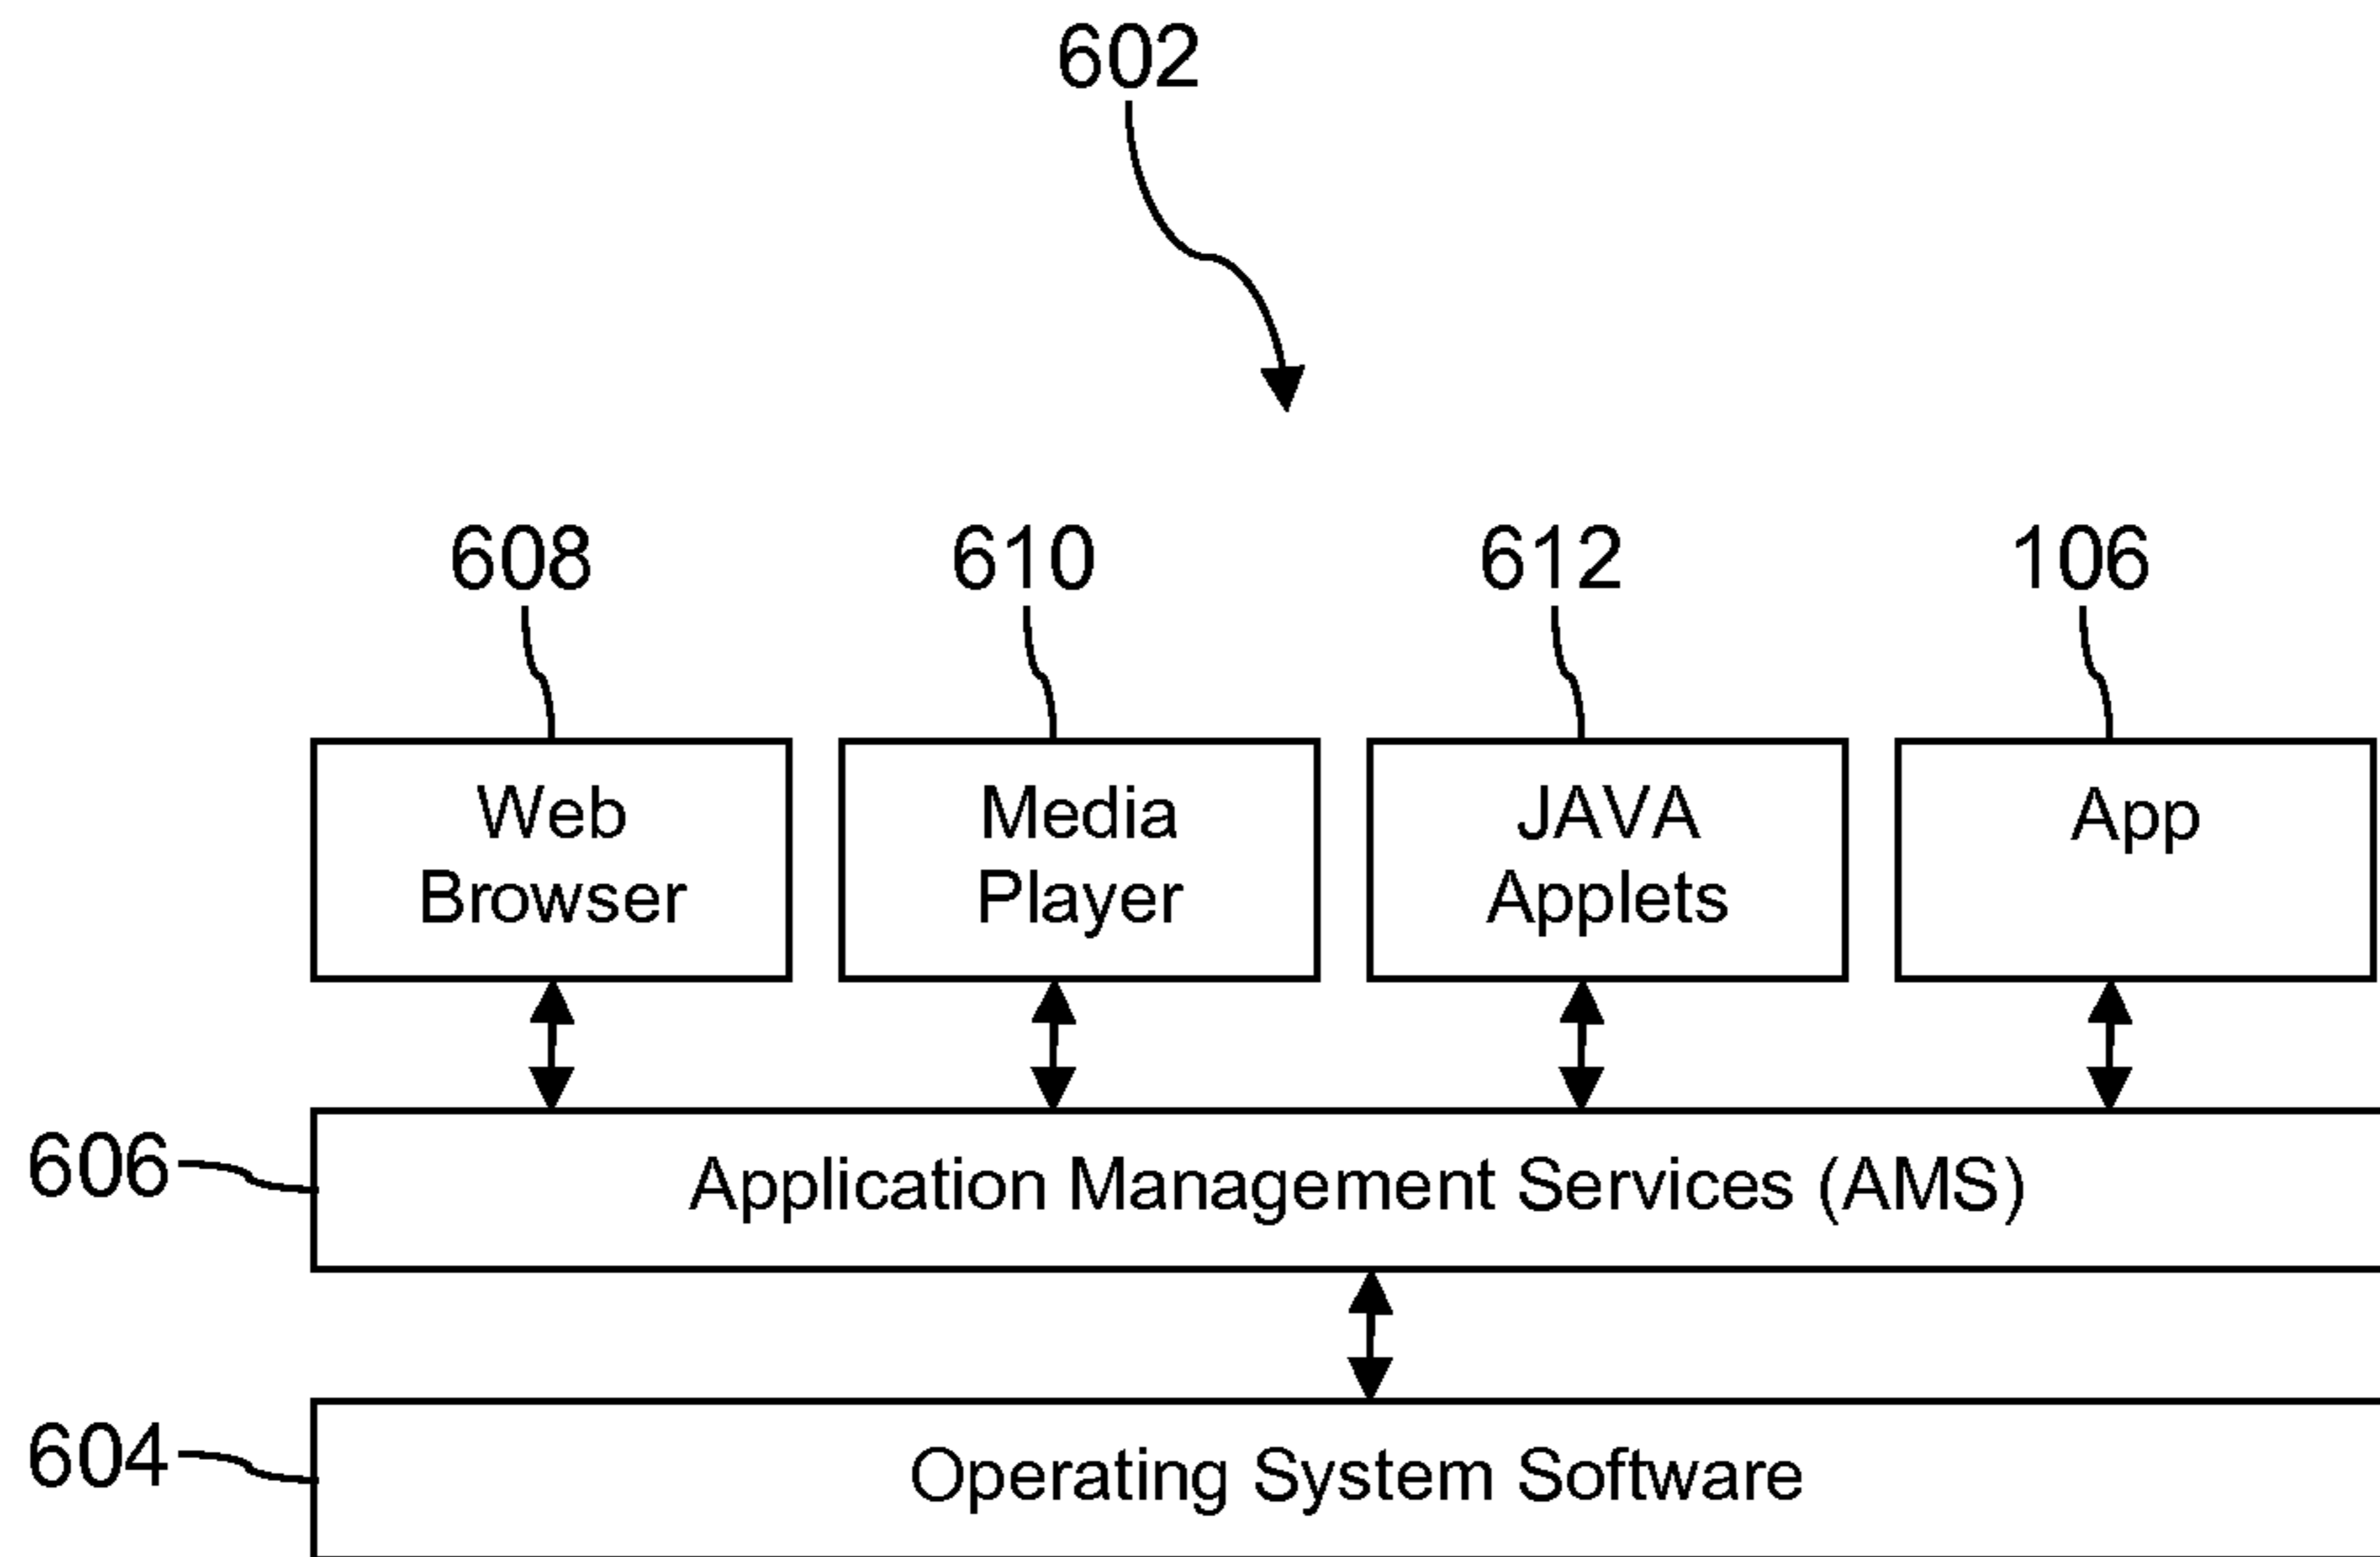 602
608
610
612
106
Web
Browser
Media
Player
JAVA
Applets
App
606
Application Management Services (AMS)
604
Operating System Software